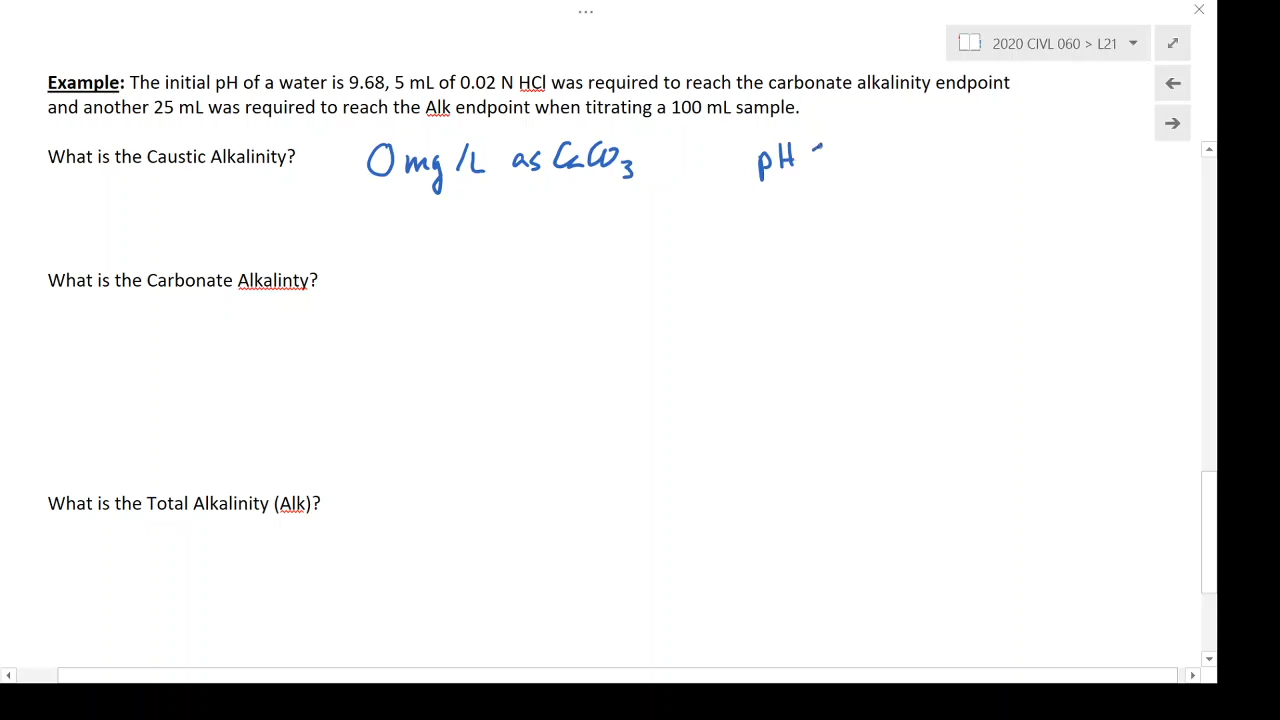 2020 CIVL 060 > L21
Example: The initial pH of a water is 9.68, 5 mL of 0.02 N HCl was required to reach the carbonate alkalinity endpoint
and another 25 mL was required to reach the Alk endpoint when titrating a 100 mL sample.
What is the Caustic Alkalinity? 0 mg/L as CaCO3 pH
What is the Carbonate Alkalinty?
What is the Total Alkalinity (Alk)?